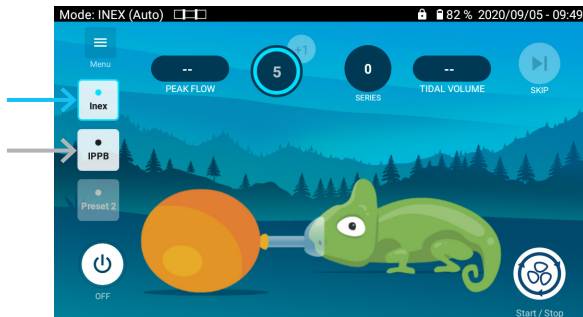 Mode: INEX (Auto) 82 % 2020/09/05 - 09:49
Menu
-- 5 +1 0 --
PEAK FLOW SERIES TIDAL VOLUME SKIP
Inex
IPPB
Preset 2
OFF
Start / Stop